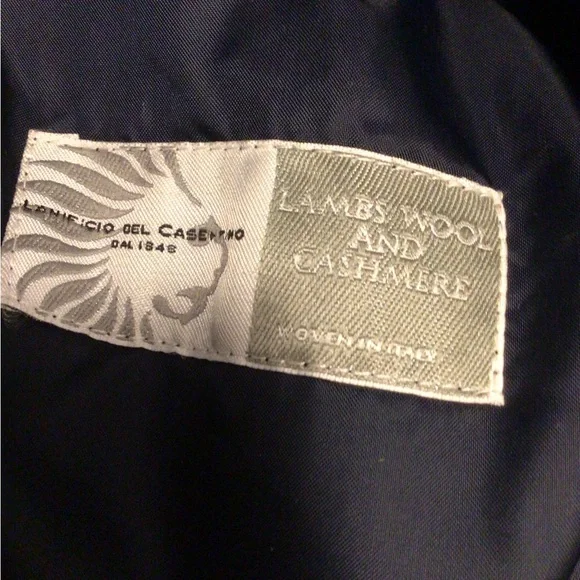 LANIFICIO DEL CASENTINO
DAL 1848
LAMBS WOOL
AND
CASHMERE
WOVEN IN ITALY